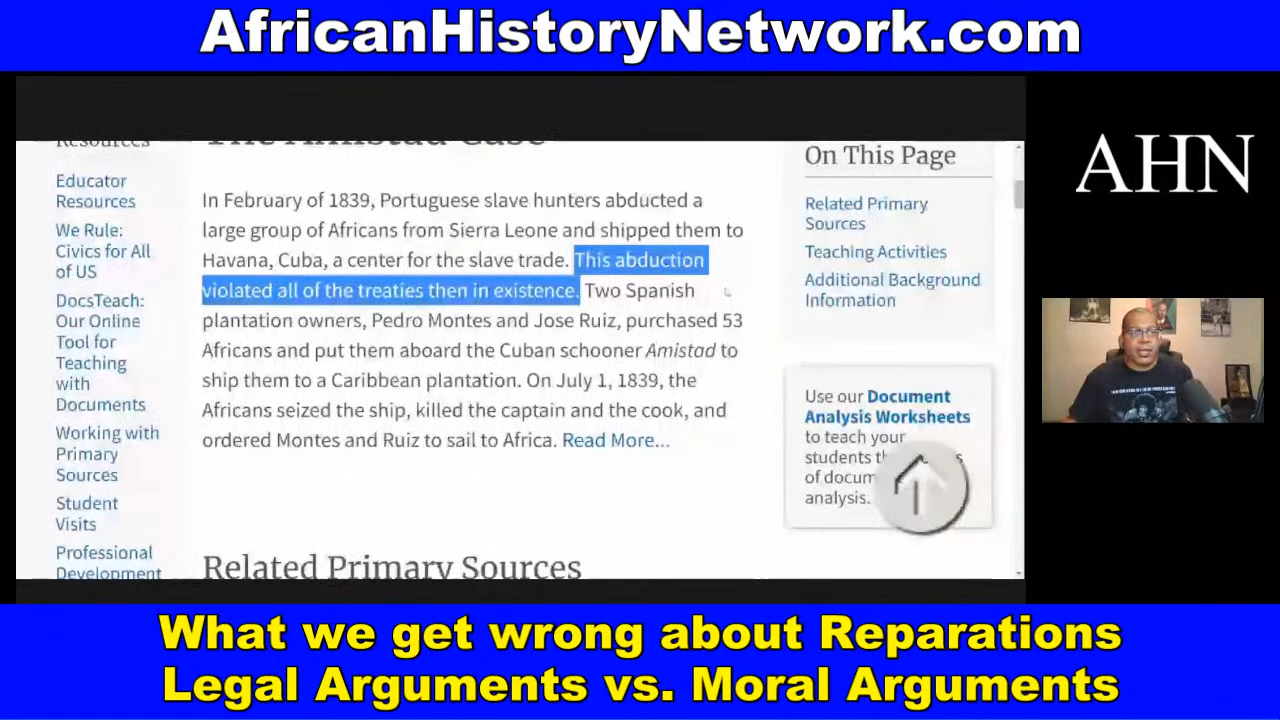 AfricanHistoryNetwork.com
AHN
Resources
Educator
Resources
We Rule:
Civics for All
of US
DocsTeach:
Our Online
Tool for
Teaching
with
Documents
Working with
Primary
Sources
Student
Visits
Professional
Development
The Amistad Case
In February of 1839, Portuguese slave hunters abducted a
large group of Africans from Sierra Leone and shipped them to
Havana, Cuba, a center for the slave trade. This abduction
violated all of the treaties then in existence. Two Spanish
plantation owners, Pedro Montes and Jose Ruiz, purchased 53
Africans and put them aboard the Cuban schooner Amistad to
ship them to a Caribbean plantation. On July 1, 1839, the
Africans seized the ship, killed the captain and the cook, and
ordered Montes and Ruiz to sail to Africa. Read More...
Related Primary Sources
On This Page
Related Primary
Sources
Teaching Activities
Additional Background
Information
Use our Document
Analysis Worksheets
to teach your
students
of docum
analysis.
What we get wrong about Reparations
Legal Arguments vs. Moral Arguments